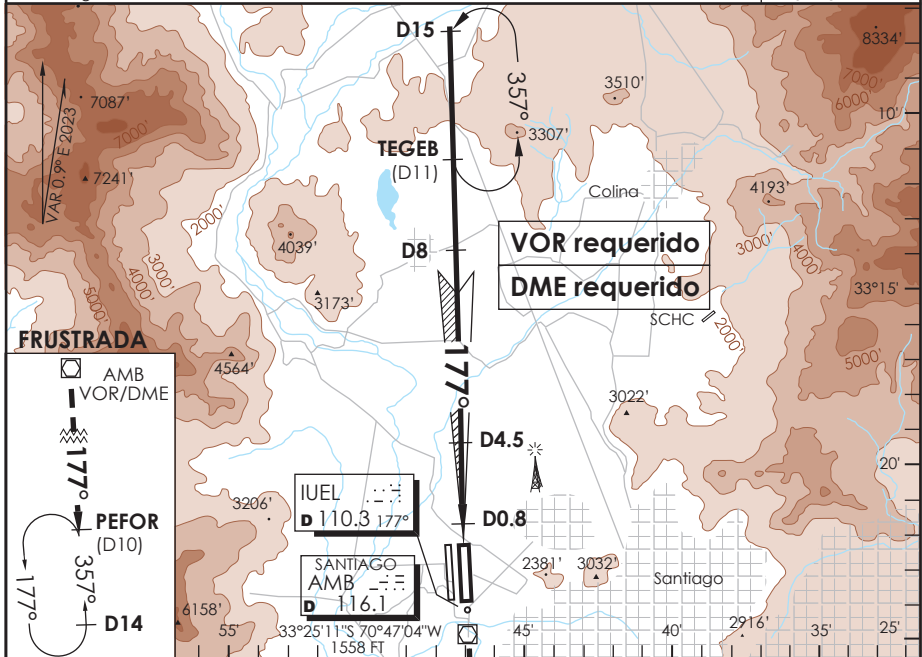 D15
8334'
7000'
6000'
3510'
7087'
7000'
10'
357°
3307'
TEGEB
(D11)
VAR 0.9° E 2023
7241'
Colina
4193'
2000'
3000'
4000'
5000'
4039'
D8
VOR requerido
DME requerido
3000'
4000'
33°15'
3173'
SCHC
2000'
FRUSTRADA
AMB
VOR/DME
4564'
177°
5000'
3022'
D4.5
20'
177°
IUEL
D 110.3 177°
3206'
D0.8
PEFOR
(D10)
357°
177°
D14
SANTIAGO
AMB
D 116.1
33°25'11"S 70°47'04"W
1558 FT
2381'
3032'
Santiago
6158'
2916'
55'
45'
40'
35'
25'